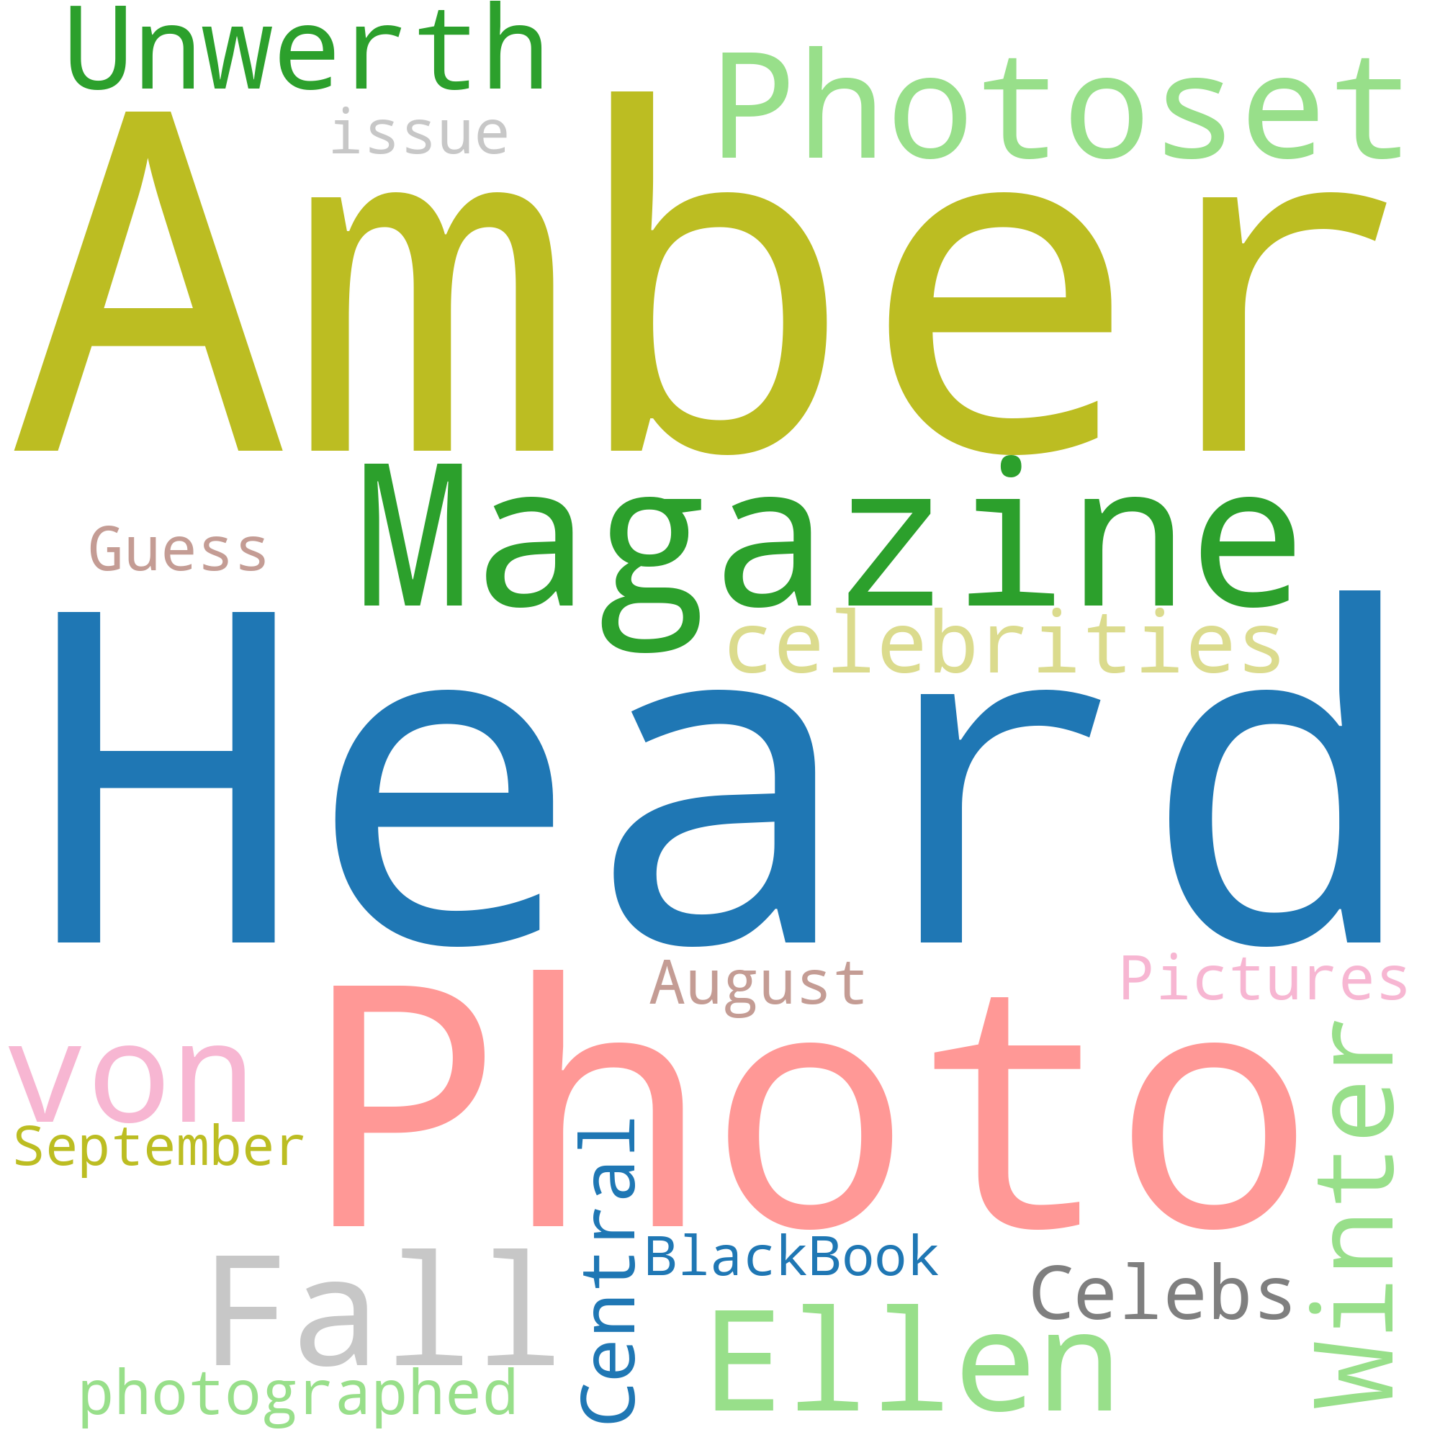 Unwerth
Photoset
issue
Amber
Magazine
Guess
celebrities
Heard
August
Pictures
von
Photo
September
Winter
Central
BlackBook
Fall
Celebs
Ellen
photographed